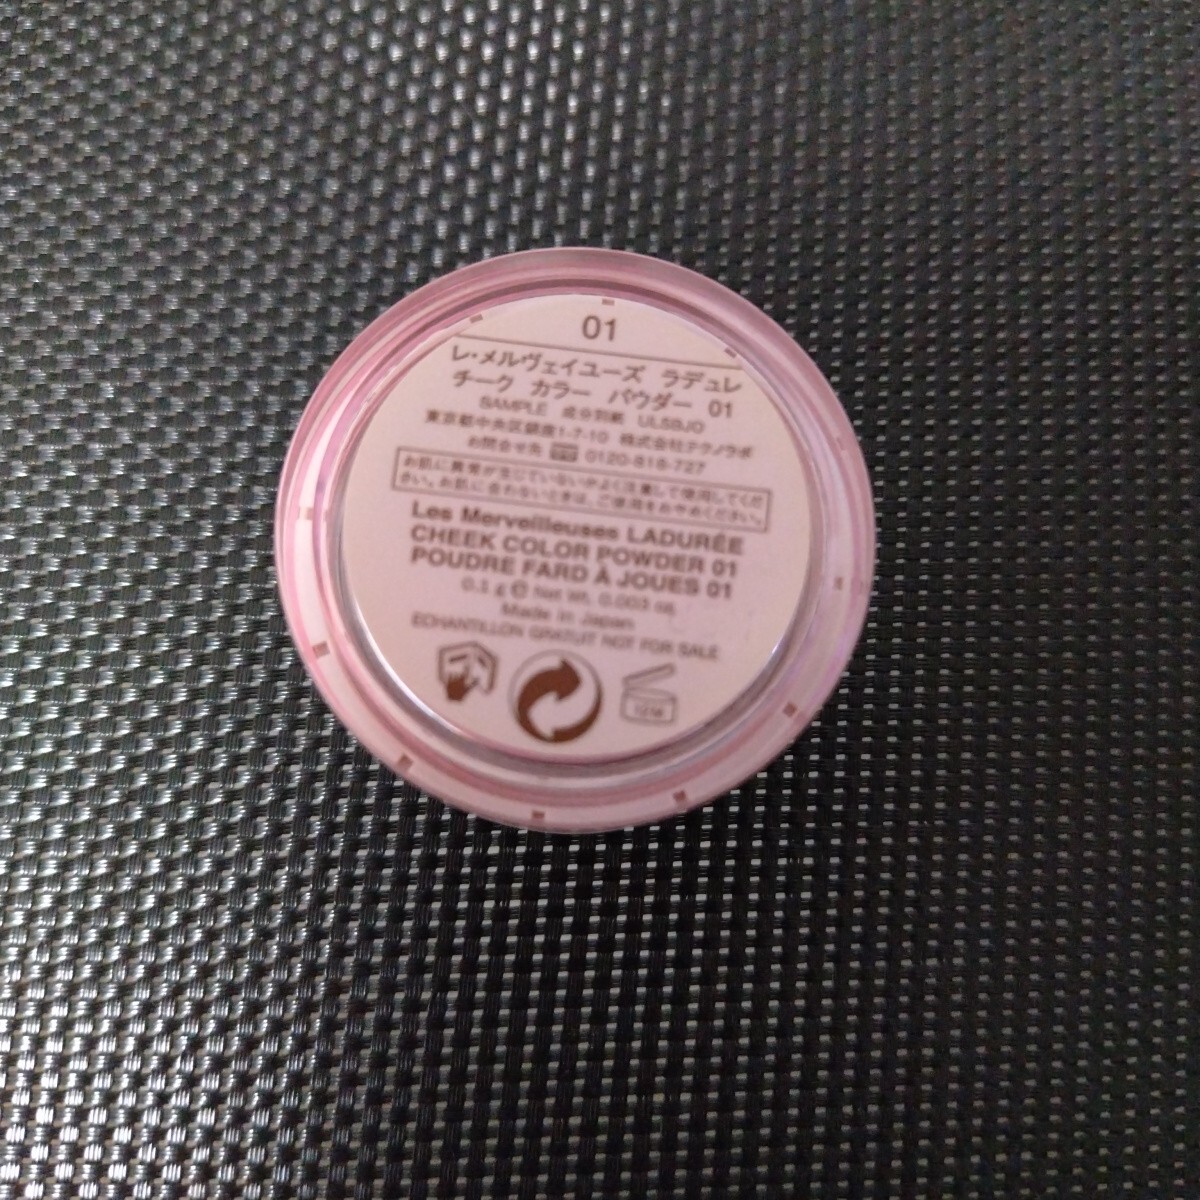 01
レ・メルヴェイユーズ ラデュレ
チーク カラー パウダー 01
SAMPLE 成分別紙 ULSBJO
東京都中央区銀座1-7-10 株式会社テクノラボ
お問合せ先 0120-818-727
お肌に異常が生じていないかよく注意して使用してくだ
さい。お肌に合わないときは、ご使用をおやめください。
Les Merveilleuses LADURÉE
CHEEK COLOR POWDER 01
POUDRE FARD À JOUES 01
0.1 g ℮ Net Wt. 0.003 oz.
Made in Japan
ÉCHANTILLON GRATUIT NOT FOR SALE
12M